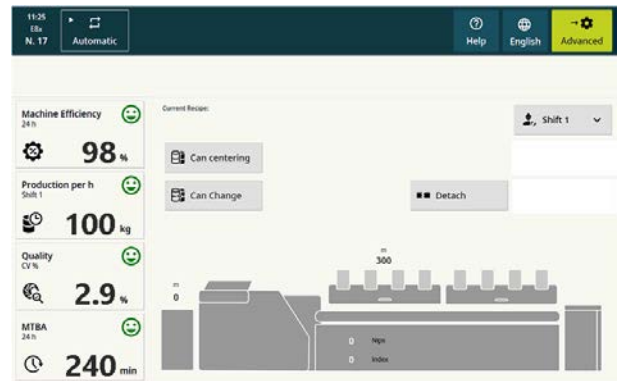 11:25
E8x
N. 17
Automatic
Help
English
Advanced
Machine Efficiency
24 h
98 %
Production per h
Shift 1
100 kg
Quality
CV %
2.9 %
MTBA
24 h
240 min
Current Recipe:
Shift 1
Can centering
Can Change
Detach
m
300
m
0
0 Neps
0 Index